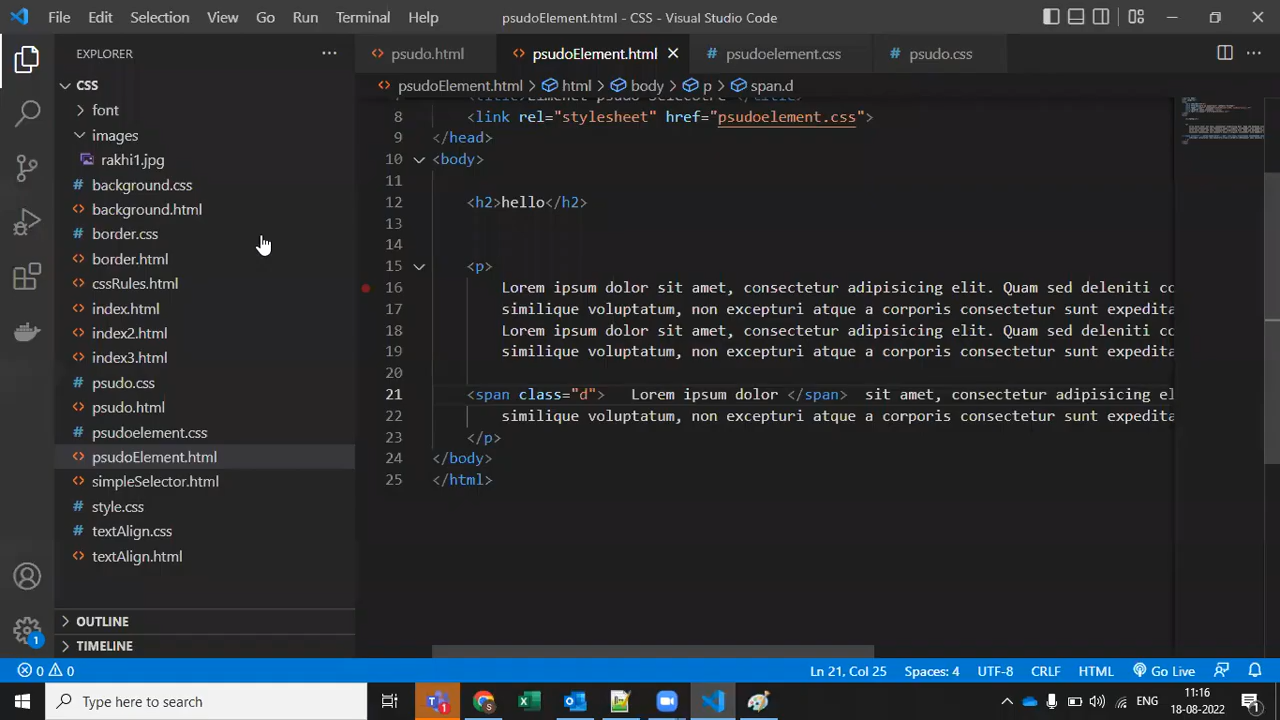 File Edit Selection View Go Run Terminal Help psudoElement.html - CSS - Visual Studio Code
EXPLORER
CSS
font
images
rakhi1.jpg
background.css
background.html
border.css
border.html
cssRules.html
index.html
index2.html
index3.html
psudo.css
psudo.html
psudoelement.css
psudoElement.html
simpleSelector.html
style.css
textAlign.css
textAlign.html
OUTLINE
TIMELINE
psudo.html psudoElement.html psudoelement.css psudo.css
psudoElement.html > html > body > p > span.d
8 <link rel="stylesheet" href="psudoelement.css">
9 </head>
10 <body>
11
12 <h2>hello</h2>
13
14
15 <p>
16 Lorem ipsum dolor sit amet, consectetur adipisicing elit. Quam sed deleniti co
17 similique voluptatum, non excepturi atque a corporis consectetur sunt expedita
18 Lorem ipsum dolor sit amet, consectetur adipisicing elit. Quam sed deleniti co
19 similique voluptatum, non excepturi atque a corporis consectetur sunt expedita
20
21 <span class="d"> Lorem ipsum dolor </span> sit amet, consectetur adipisicing el
22 similique voluptatum, non excepturi atque a corporis consectetur sunt expedita
23 </p>
24 </body>
25 </html>
1
0 0 Ln 21, Col 25 Spaces: 4 UTF-8 CRLF HTML Go Live
Type here to search 1 ENG 11:16
18-08-2022 1